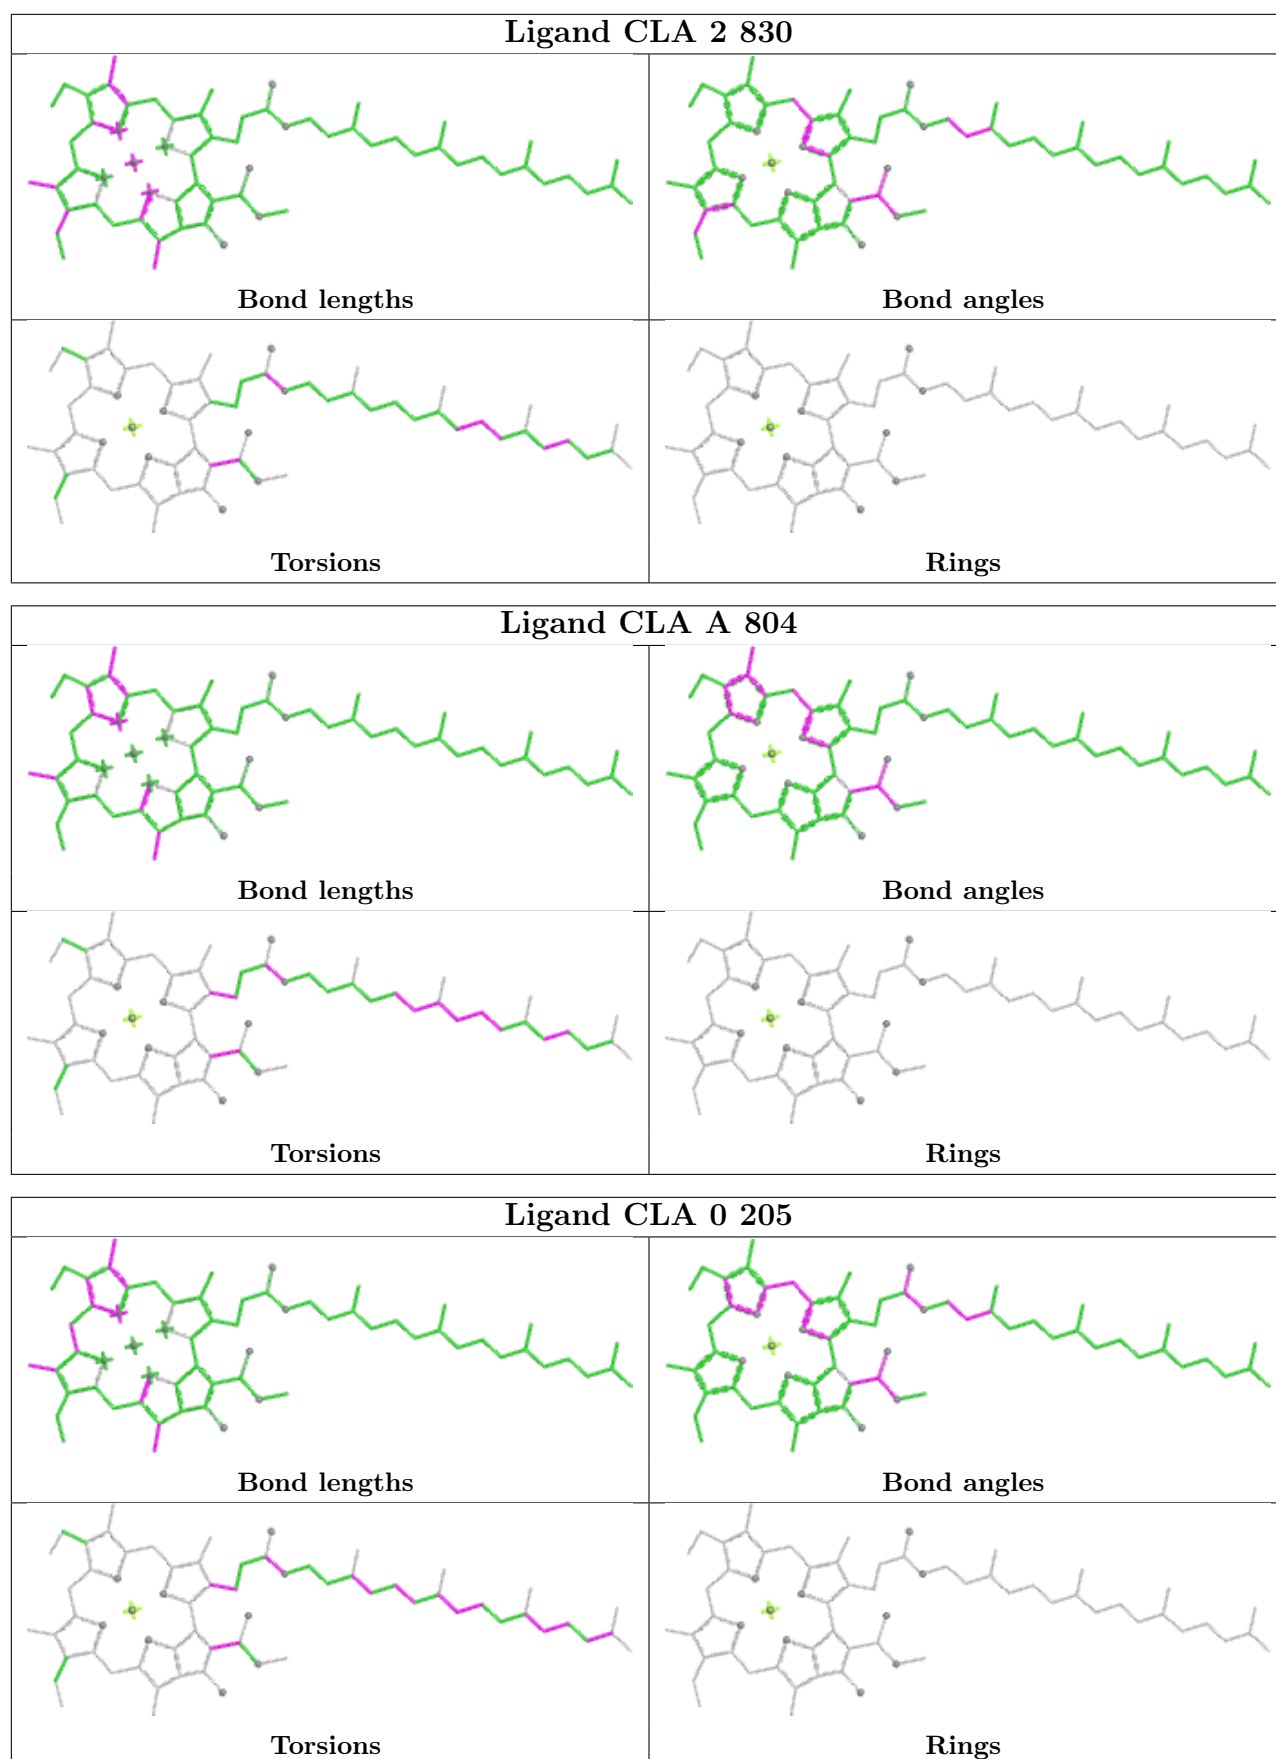 Ligand CLA 2 830
Bond lengths
Bond angles
Torsions
Rings
Ligand CLA A 804
Bond lengths
Bond angles
Torsions
Rings
Ligand CLA 0 205
Bond lengths
Bond angles
Torsions
Rings